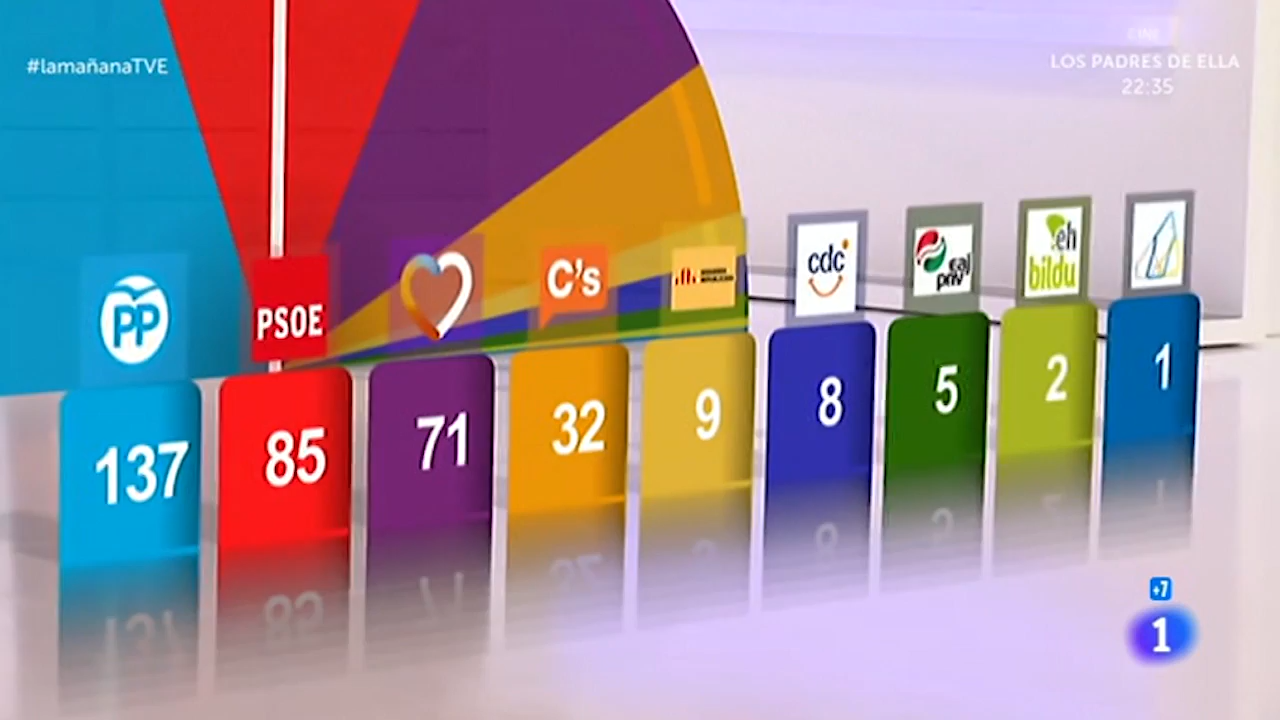 #lamañanaTVE
CINE
LOS PADRES DE ELLA
22:35
PP
PSOE
C's
cdc
eaj
pnv
eh
bildu
137
85
71
32
9
8
5
2
1
+7
1